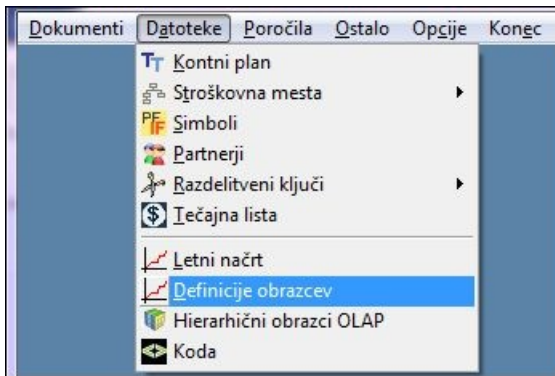 Dokumenti Datoteke Poročila Ostalo Opcije Konec
Kontni plan
Stroškovna mesta
Simboli
Partnerji
Razdelitveni ključi
Tečajna lista
Letni načrt
Definicije obrazcev
Hierarhični obrazci OLAP
Koda